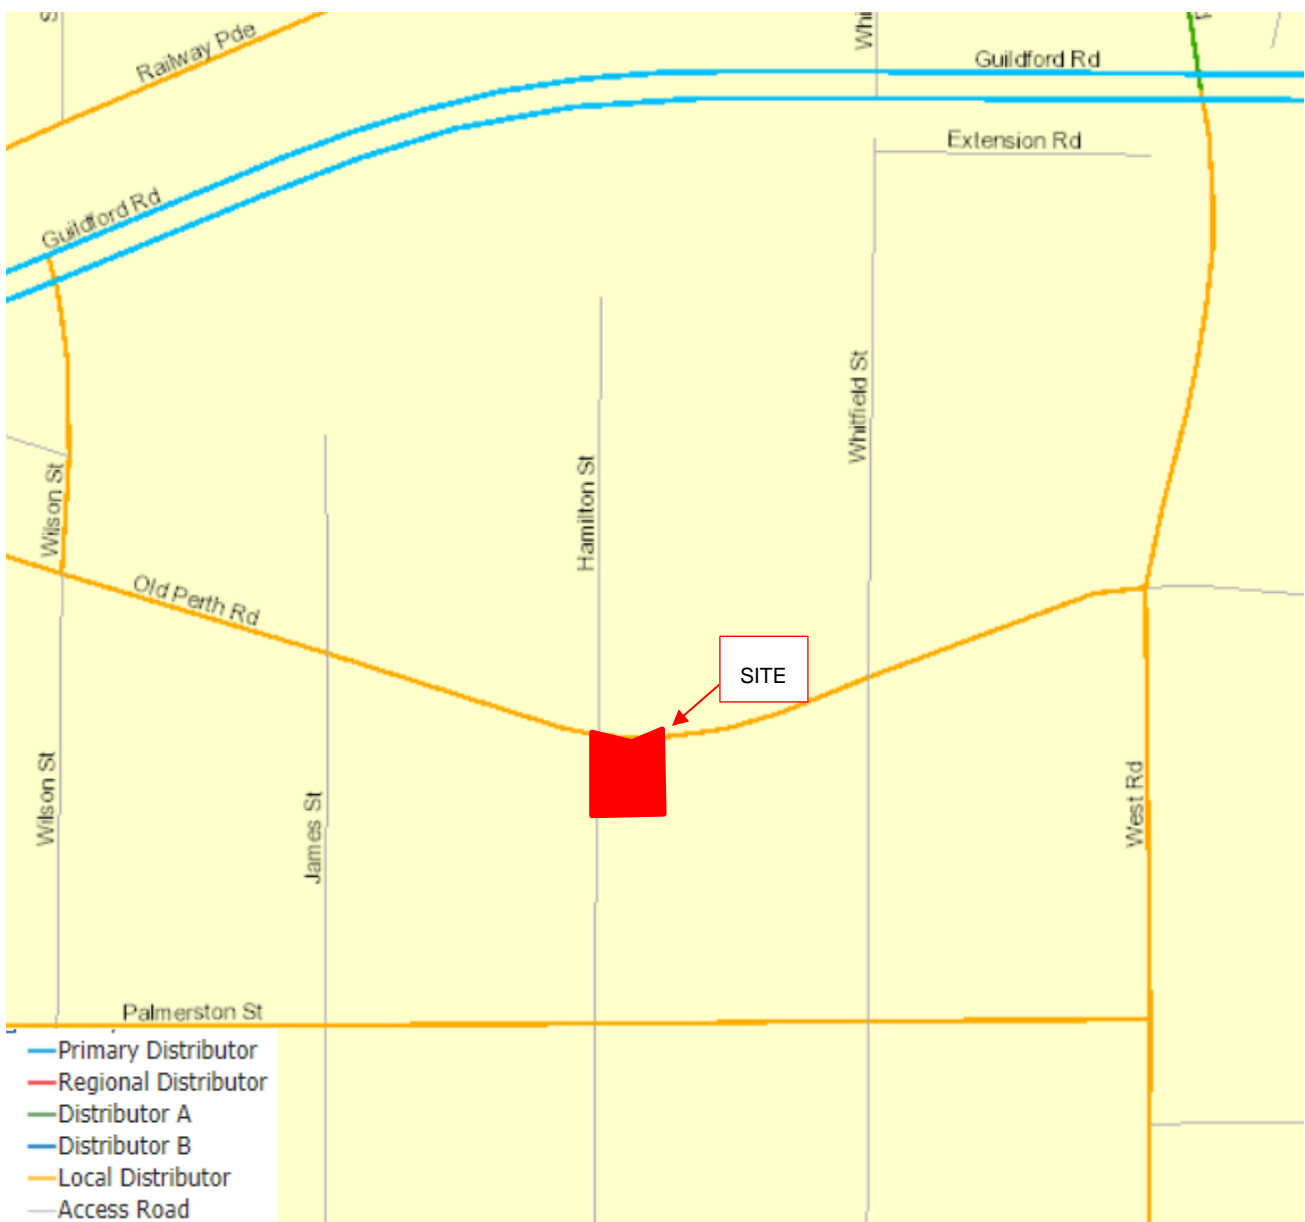 Railway Pde
Guildford Rd
Extension Rd
Guildford Rd
Whitfield St
Hamilton St
Wilson St
Old Perth Rd
SITE
Wilson St
James St
West Rd
Palmerston St
Primary Distributor
Regional Distributor
Distributor A
Distributor B
Local Distributor
Access Road